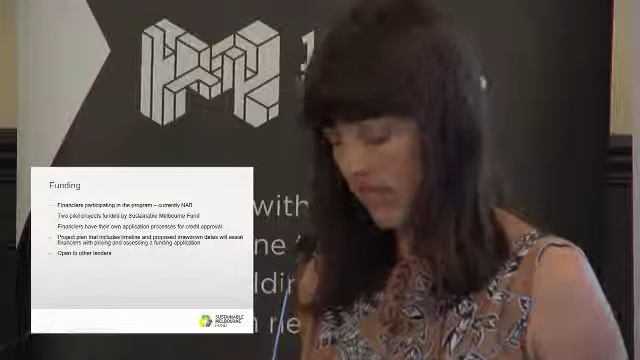 Funding
Financiers participating in the program – currently NAB
Two pilot projects funded by Sustainable Melbourne Fund
Financiers have their own application processes for credit approval.
Project plan that includes timeline and proposed drawdown dates will assist
financiers with pricing and assessing a funding application
Open to other lenders
SUSTAINABLE
MELBOURNE
FUND
with